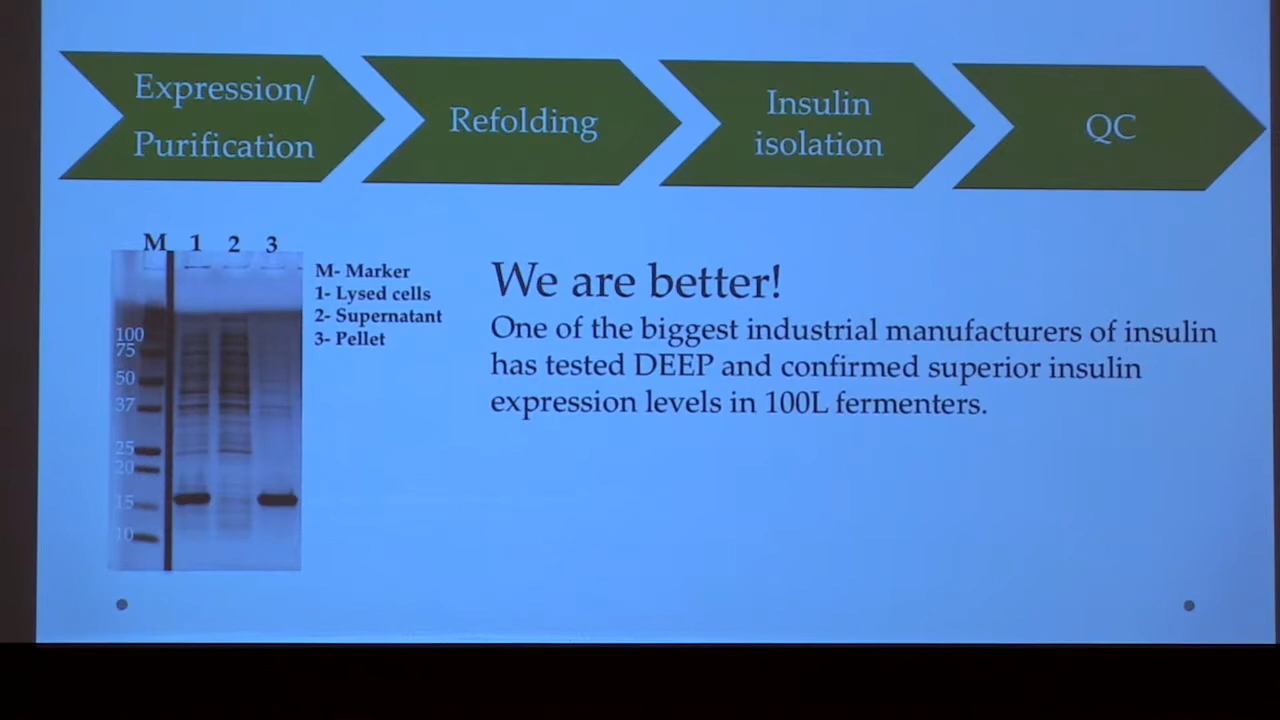 Expression/
Purification
Refolding
Insulin
isolation
QC
M 1 2 3
M- Marker
1- Lysed cells
2- Supernatant
3- Pellet
100
75
50
37
25
20
15
10
We are better!
One of the biggest industrial manufacturers of insulin
has tested DEEP and confirmed superior insulin
expression levels in 100L fermenters.